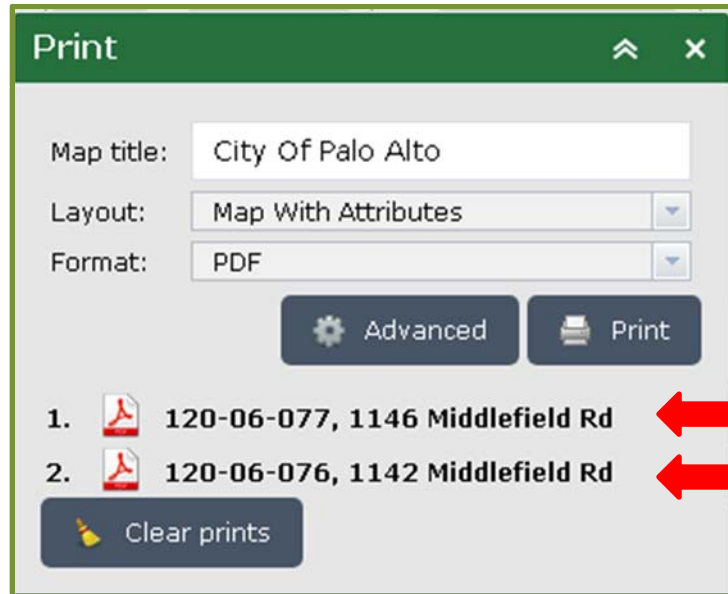 Print
Map title: City Of Palo Alto
Layout: Map With Attributes
Format: PDF
Advanced Print
1. 120-06-077, 1146 Middlefield Rd
2. 120-06-076, 1142 Middlefield Rd
Clear prints